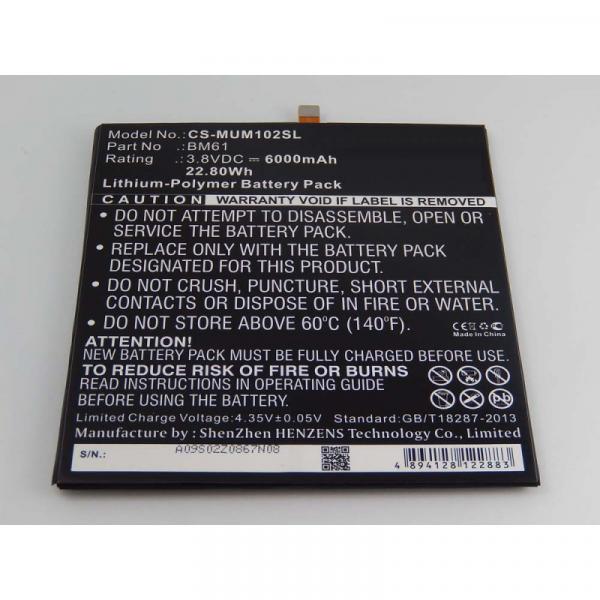 Model No.: CS-MUM102SL
Part No :BM61
Rating :3.8VDC ⎓ 6000mAh
22.80Wh
Lithium-Polymer Battery Pack
CAUTION WARRANTY VOID IF LABEL IS REMOVED
• DO NOT ATTEMPT TO DISASSEMBLE, OPEN OR
SERVICE THE BATTERY PACK.
• REPLACE ONLY WITH THE BATTERY PACK
DESIGNATED FOR THIS PRODUCT.
• DO NOT CRUSH, PUNCTURE, SHORT EXTERNAL
CONTACTS OR DISPOSE OF IN FIRE OR WATER.
• DO NOT STORE ABOVE 60°C (140°F).
Made In China
ATTENTION!
NEW BATTERY PACK MUST BE FULLY CHARGED BEFORE USE.
TO REDUCE RISK OF FIRE OR BURNS
READ INSTRUCTIONS IN OPERATING GUIDE
BEFORE RECHARGING.
Limited Charge Voltage:4.35V±0.05V Standard:GB/T18287-2013
Manufacture by : ShenZhen HENZENS Technology Co., Ltd.
S/N.: A09S02Z0867N08
4 894128 122883